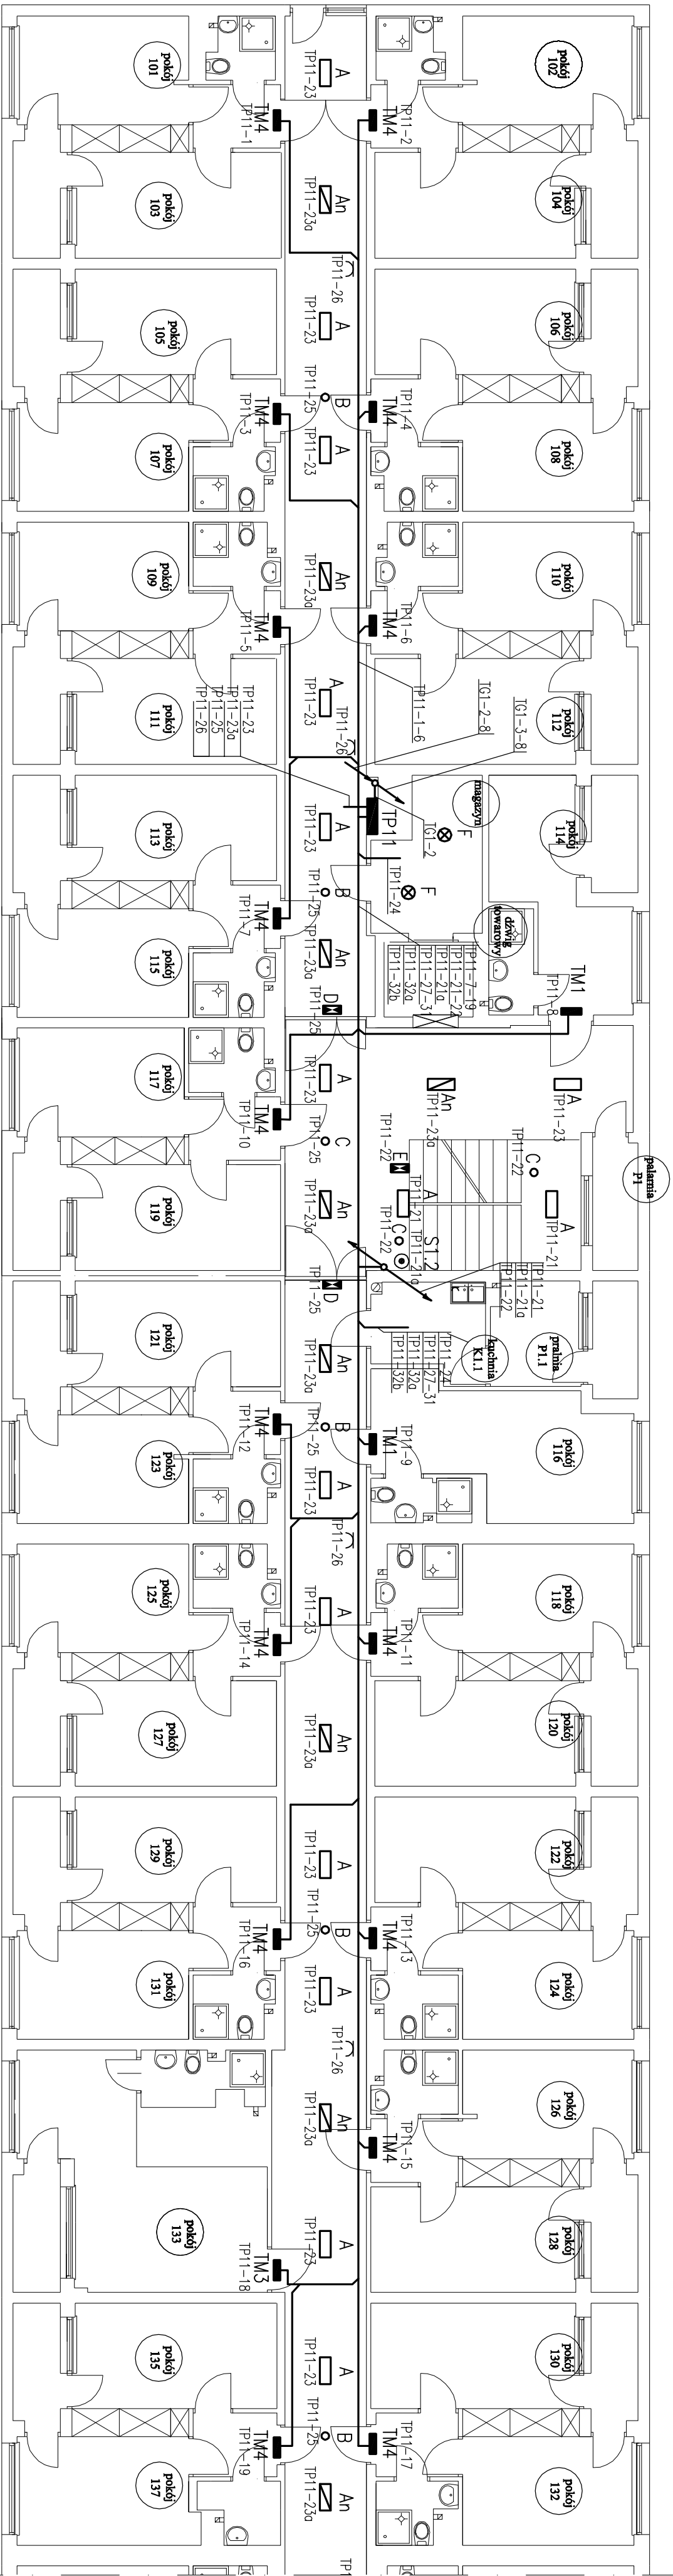 pokój
101
pokój
102
A
TP11-23
TM4
TP11-1
TM4
TP11-2
pokój
103
pokój
104
An
TP11-23a
TP11-26
pokój
105
pokój
106
A
TP11-23
B
TP11-25
TM4
TP11-3
TM4
TP11-4
A
TP11-23
pokój
107
pokój
108
pokój
109
pokój
110
An
TP11-23a
TM4
TP11-5
TM4
TP11-6
pokój
111
pokój
112
A
TP11-23
TP11-26
TP11-23
TP11-23a
TP11-25
TP11-26
TP11-1-6
TG1-2-8
TG1-3-8
magazyn
TP11
TG1-2
F
pokój
113
pokój
114
A
TP11-23
F
TP11-24
B
TP11-25
TM4
TP11-7
An
TP11-23a
dźwig
towarowy
pokój
115
TP11-7-19
TP11-21-22
TP11-21a
TP11-27-31
TP11-32a
TP11-32b
TM1
TP11-8
D
TP11-25
pokój
117
A
TP11-23
TM4
TP11-10
C
TP11-25
An
TP11-23a
A
TP11-23
palarnia
P1
C
TP11-22
E
TP11-22
A
TP11-21
A
TP11-21
pokój
119
An
TP11-23a
C
TP11-22
S1.2
TP11-21a
D
TP11-25
TP11-21
TP11-21a
TP11-22
pokój
121
An
TP11-23a
kuchnia
K1.1
pralnia
P1.1
TP11-24
TP11-27-31
TP11-32a
TP11-32b
TM4
TP11-12
B
TP11-25
TM1
TP11-9
pokój
116
pokój
123
A
TP11-23
TP11-26
pokój
125
pokój
118
A
TP11-23
TM4
TP11-14
TM4
TP11-11
pokój
127
pokój
120
An
TP11-23a
pokój
129
pokój
122
A
TP11-23
B
TP11-25
TM4
TP11-16
TM4
TP11-13
pokój
131
pokój
124
A
TP11-23
TP11-26
pokój
126
An
TP11-23a
TM4
TP11-15
pokój
133
pokój
128
A
TP11-23
TM3
TP11-18
pokój
135
pokój
130
A
TP11-23
B
TP11-25
TM4
TP11-19
TM4
TP11-17
pokój
137
pokój
132
An
TP11-23a